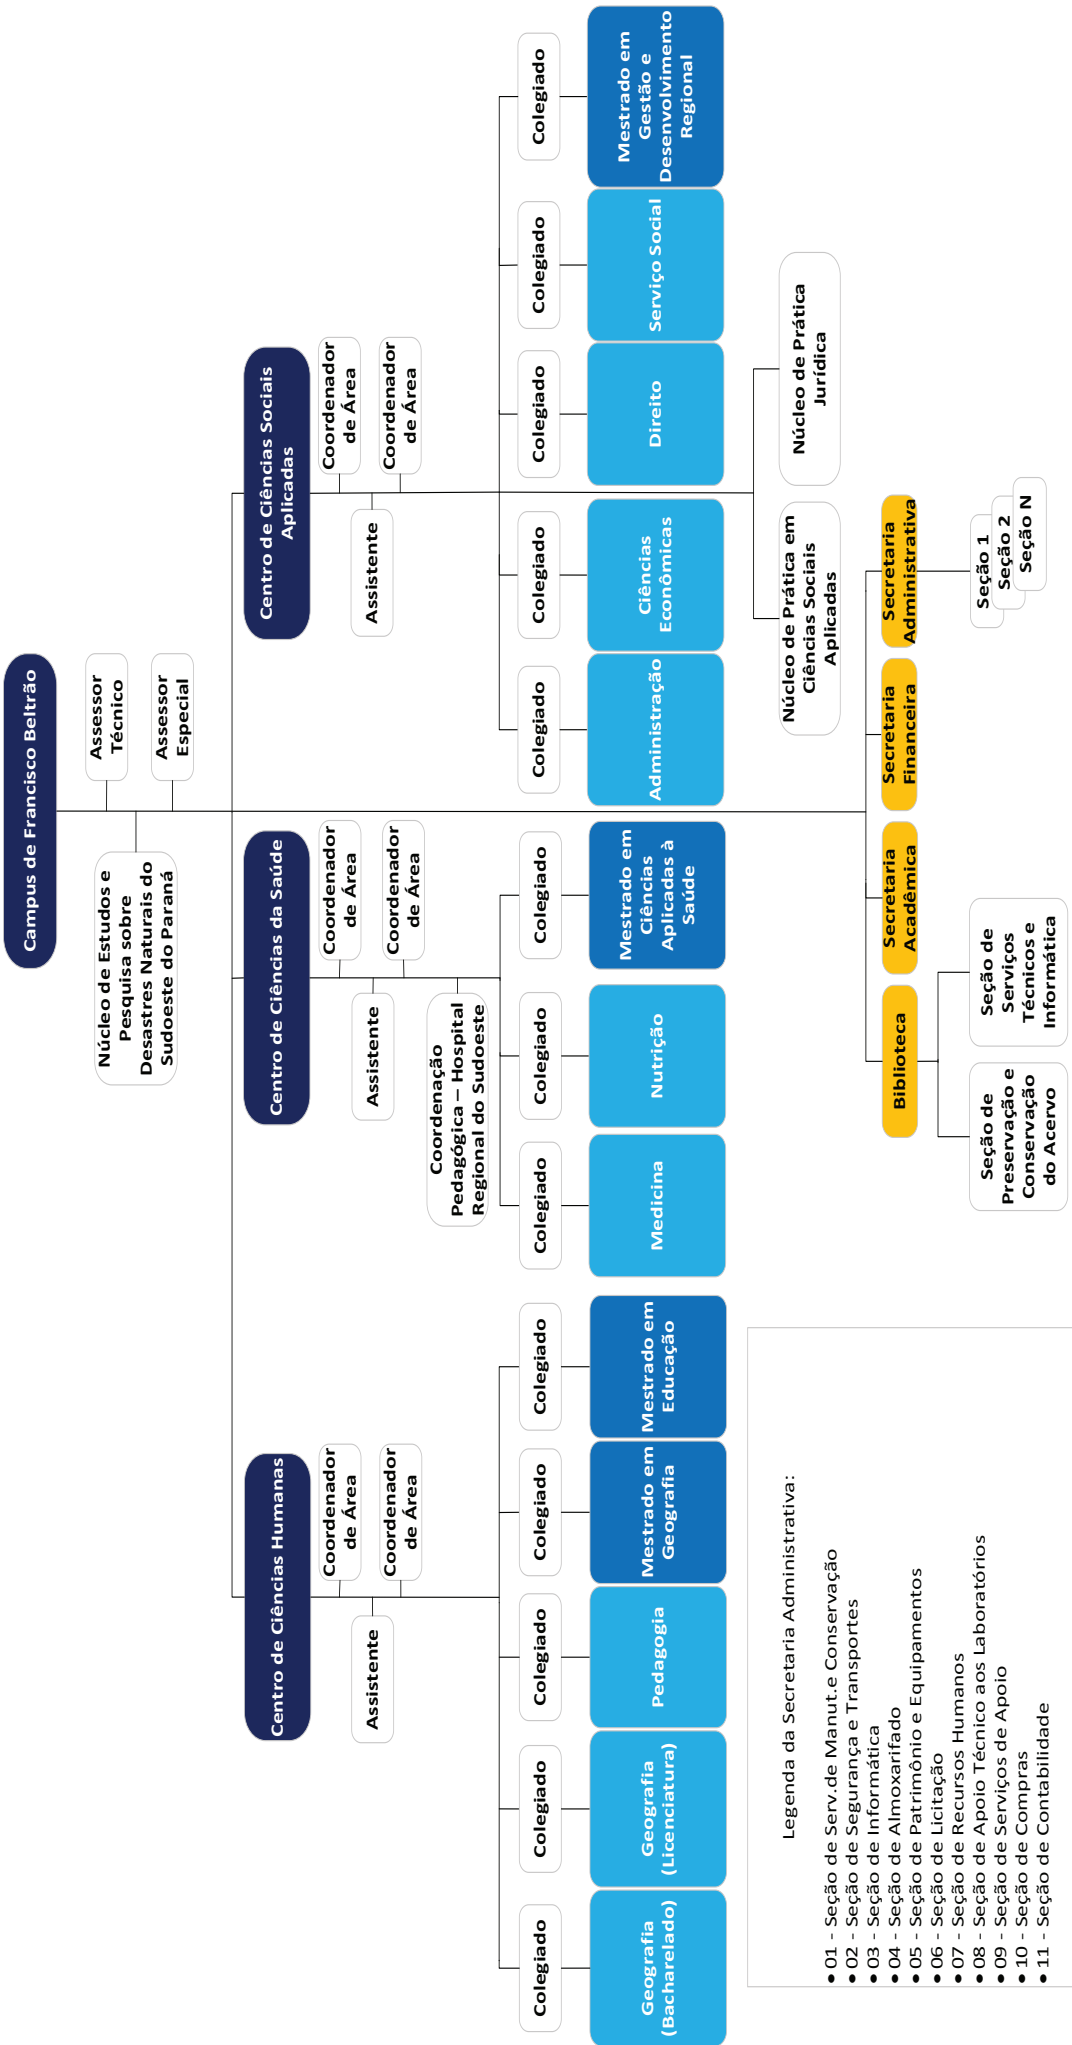 Campus de Francisco Beltrão
Assessor
Técnico
Núcleo de Estudos e
Pesquisa sobre
Desastres Naturais do
Sudoeste do Paraná
Assessor
Especial
Centro de Ciências Humanas
Coordenador
de Área
Assistente
Coordenador
de Área
Colegiado
Geografia
(Bacharelado)
Colegiado
Geografia
(Licenciatura)
Colegiado
Pedagogia
Colegiado
Mestrado em
Geografia
Colegiado
Mestrado em
Educação
Centro de Ciências da Saúde
Coordenador
de Área
Assistente
Coordenador
de Área
Coordenação
Pedagógica – Hospital
Regional do Sudoeste
Colegiado
Medicina
Colegiado
Nutrição
Colegiado
Mestrado em
Ciências
Aplicadas à
Saúde
Centro de Ciências Sociais
Aplicadas
Coordenador
de Área
Assistente
Coordenador
de Área
Colegiado
Administração
Colegiado
Ciências
Econômicas
Colegiado
Direito
Colegiado
Serviço Social
Colegiado
Mestrado em
Gestão e
Desenvolvimento
Regional
Núcleo de Prática em
Ciências Sociais
Aplicadas
Núcleo de Prática
Jurídica
Biblioteca
Seção de
Preservação e
Conservação
do Acervo
Seção de
Serviços
Técnicos e
Informática
Secretaria
Acadêmica
Secretaria
Financeira
Secretaria
Administrativa
Seção 1
Seção 2
Seção N
Legenda da Secretaria Administrativa:
• 01 - Seção de Serv.de Manut.e Conservação
• 02 - Seção de Segurança e Transportes
• 03 - Seção de Informática
• 04 - Seção de Almoxarifado
• 05 - Seção de Patrimônio e Equipamentos
• 06 - Seção de Licitação
• 07 - Seção de Recursos Humanos
• 08 - Seção de Apoio Técnico aos Laboratórios
• 09 - Seção de Serviços de Apoio
• 10 - Seção de Compras
• 11 - Seção de Contabilidade